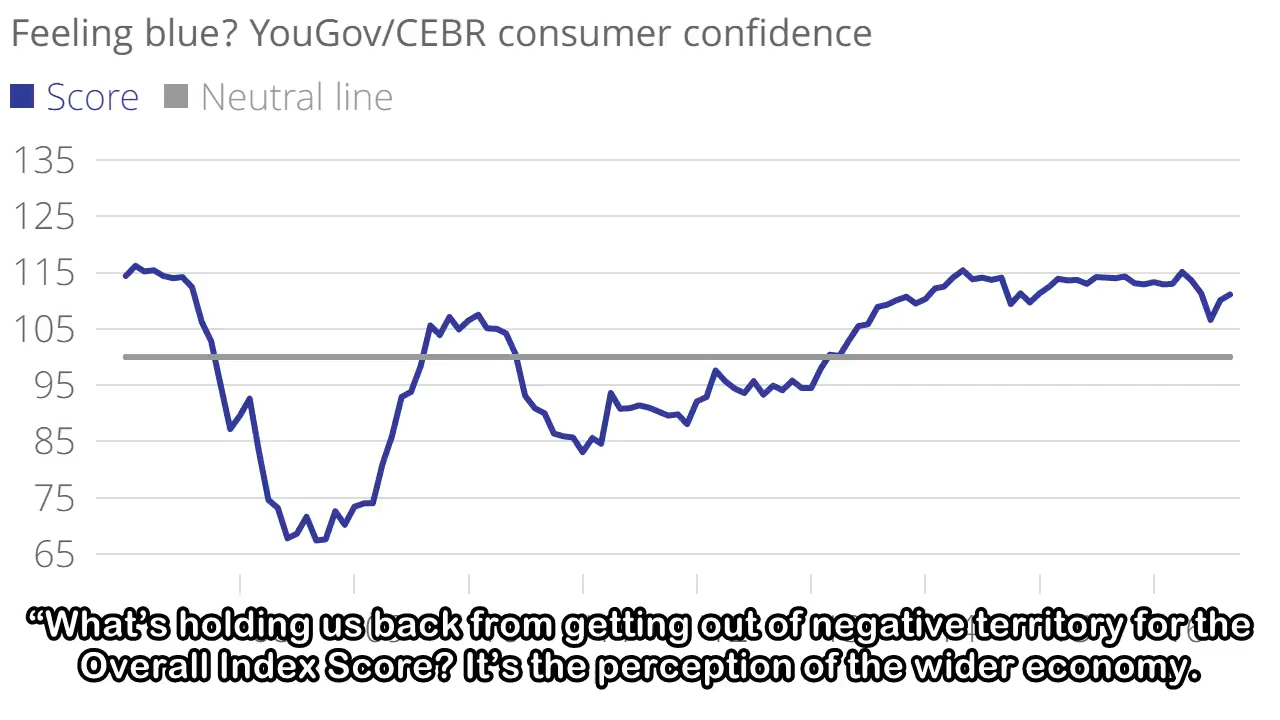 Feeling blue? YouGov/CEBR consumer confidence
Score Neutral line
135
125
115
105
95
85
75
65
“What’s holding us back from getting out of negative territory for the
Overall Index Score? It’s the perception of the wider economy.